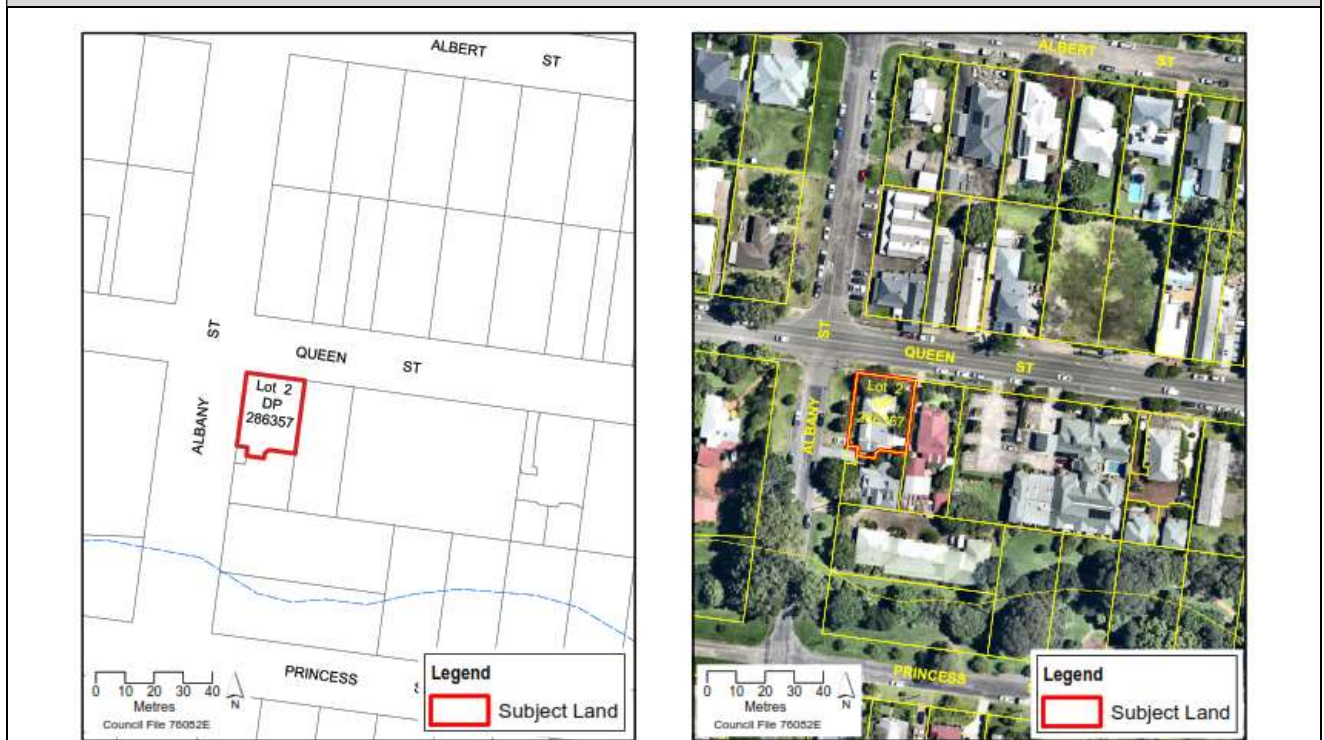 ALBERT ST
ST
QUEEN ST
ALBANY
Lot 2
DP
286357
PRINCESS
0 10 20 30 40
Metres
N
Council File 76052E
Legend
Subject Land
ALBERT ST
ST
QUEEN ST
ALBANY
Lot 2
PRINCESS
0 10 20 30 40
Metres
N
Council File 76052E
Legend
Subject Land